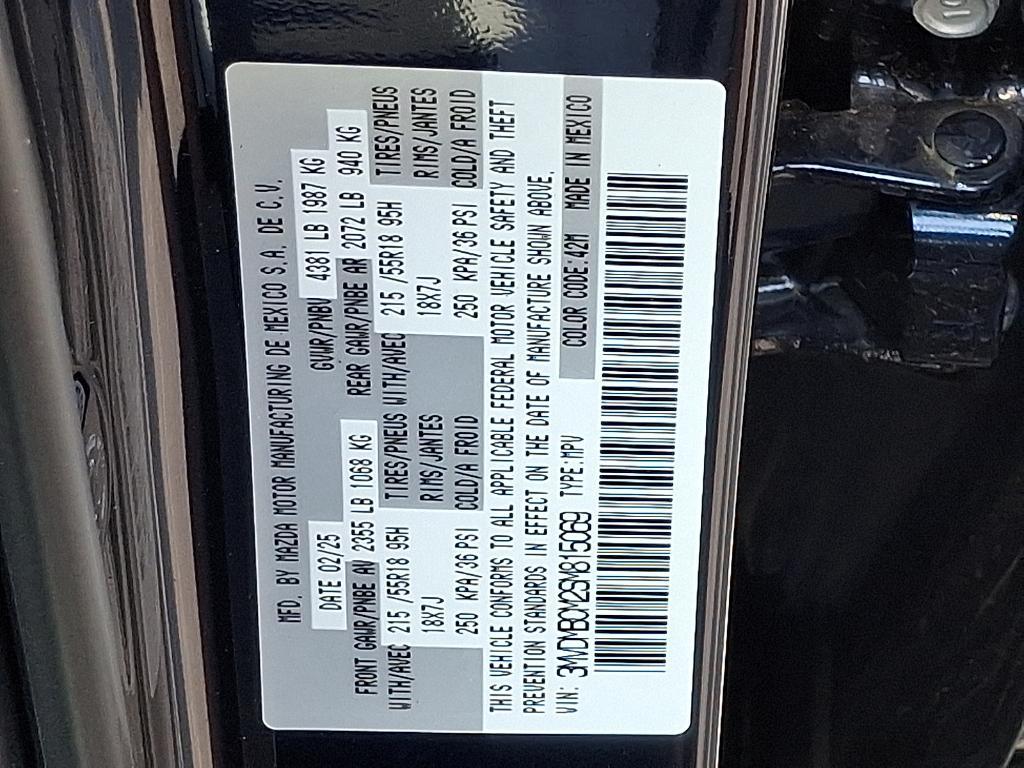 MFD. BY MAZDA MOTOR MANUFACTURING DE MEXICO S.A. DE C.V.
DATE 02/25 GVWR/PNBV 4381 LB 1987 KG
FRONT GAWR/PNBE AV 2355 LB 1068 KG REAR GAWR/PNBE AR 2072 LB 940 KG
WITH/AVEC 215 /55R18 95H TIRES/PNEUS WITH/AVEC 215 /55R18 95H TIRES/PNEUS
18X7J RIMS/JANTES 18X7J RIMS/JANTES
250 KPA/36 PSI COLD/A FROID 250 KPA/36 PSI COLD/A FROID
THIS VEHICLE CONFORMS TO ALL APPLICABLE FEDERAL MOTOR VEHICLE SAFETY AND THEFT
PREVENTION STANDARDS IN EFFECT ON THE DATE OF MANUFACTURE SHOWN ABOVE.
VIN: 3MVDMBCM2SM815069 TYPE:MPV COLOR CODE:42M MADE IN MEXICO
10